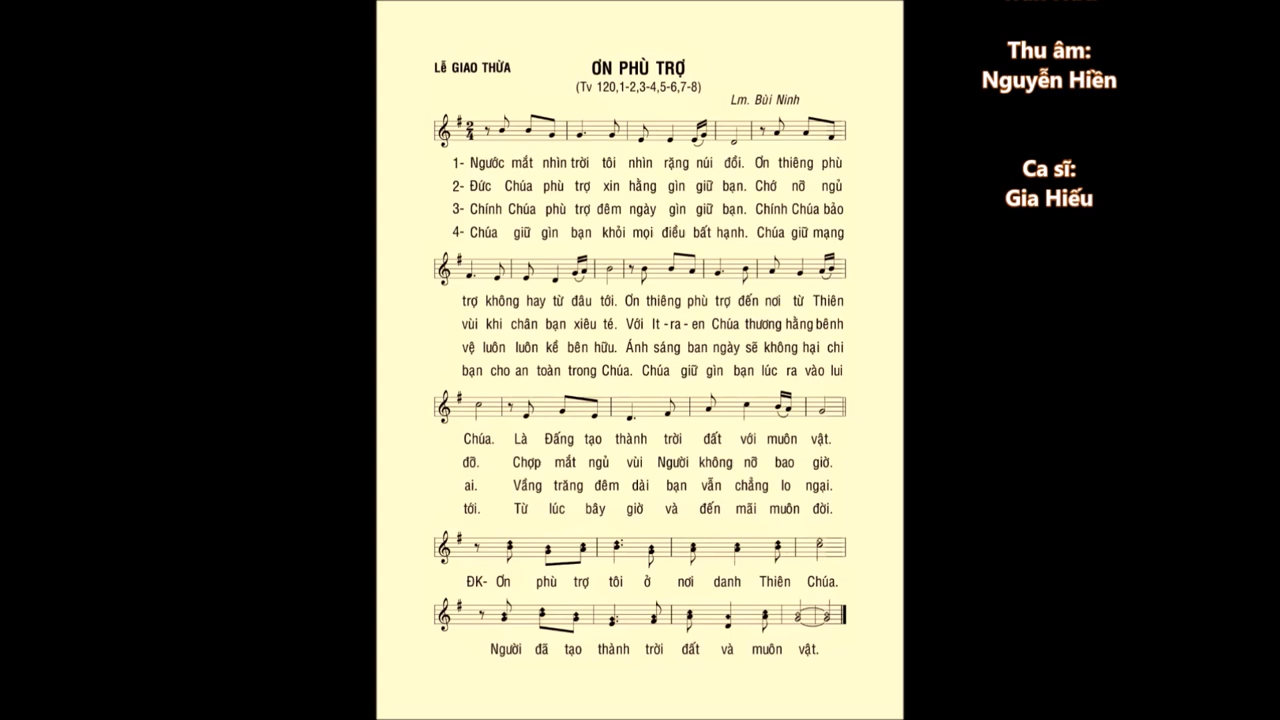 Thu âm:
Nguyễn Hiền
Ca sĩ:
Gia Hiếu
Lễ GIAO THỪA
ƠN PHÙ TRỢ
(Tv 120,1-2,3-4,5-6,7-8)
Lm. Bùi Ninh
1- Ngước mắt nhìn trời tôi nhìn rặng núi đồi. Ơn thiêng phù
2- Đức Chúa phù trợ xin hằng gìn giữ bạn. Chớ nỡ ngủ
3- Chính Chúa phù trợ đêm ngày gìn giữ bạn. Chính Chúa bảo
4- Chúa giữ gìn bạn khỏi mọi điều bất hạnh. Chúa giữ mạng
trợ không hay từ đâu tới. Ơn thiêng phù trợ đến nơi từ Thiên
vùi khi chân bạn xiêu té. Với It - ra - en Chúa thương hằng bênh
vệ luôn luôn kề bên hữu. Ánh sáng ban ngày sẽ không hại chi
bạn cho an toàn trong Chúa. Chúa giữ gìn bạn lúc ra vào lui
Chúa. Là Đấng tạo thành trời đất với muôn vật.
đỡ. Chợp mắt ngủ vùi Người không nỡ bao giờ.
ai. Vầng trăng đêm dài bạn vẫn chẳng lo ngại.
tới. Từ lúc bây giờ và đến mãi muôn đời.
ĐK- Ơn phù trợ tôi ở nơi danh Thiên Chúa.
Người đã tạo thành trời đất và muôn vật.